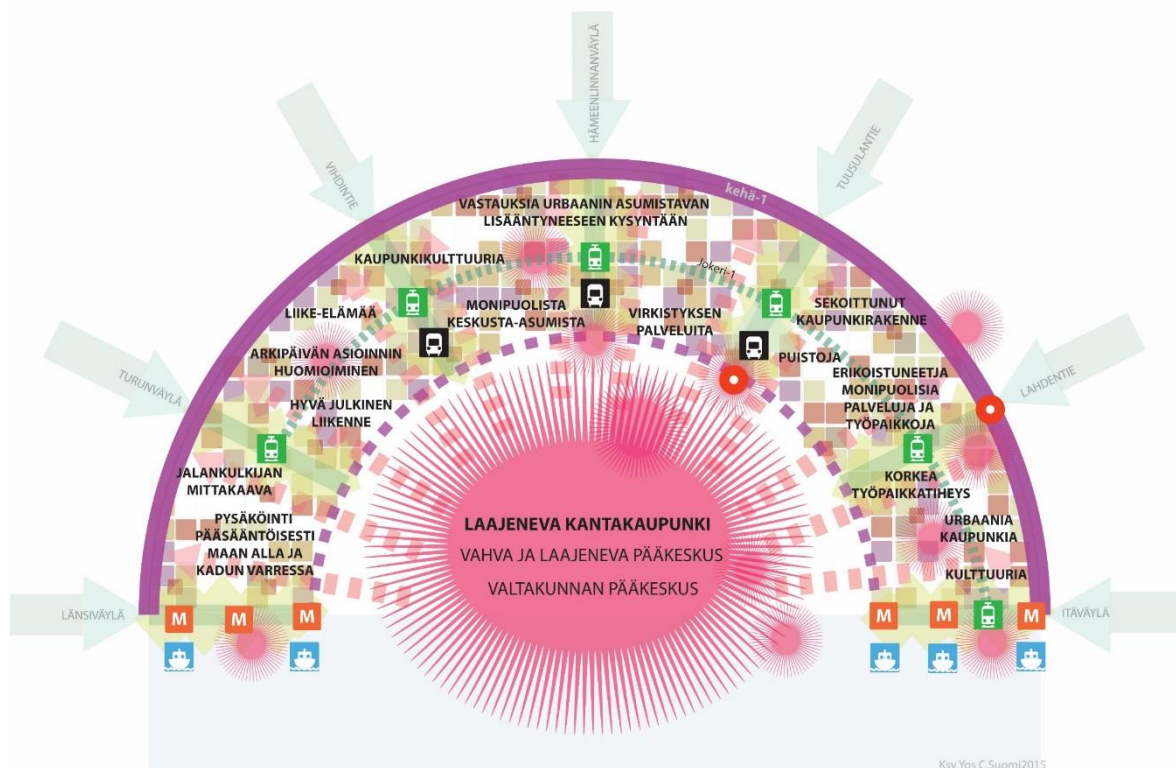 HÄMEENLINNANVÄYLÄ
VIHDINTIE
TUUSULANTIE
kehä-1
VASTAUKSIA URBAANIN ASUMISTAVAN
LISÄÄNTYNEESEEN KYSYNTÄÄN
KAUPUNKIKULTTUURIA
Jokeri-1
LIIKE-ELÄMÄÄ
MONIPUOLISTA
KESKUSTA-ASUMISTA
VIRKISTYKSEN
PALVELUITA
SEKOITTUNUT
KAUPUNKIRAKENNE
ARKIPÄIVÄN ASIOINNIN
HUOMIOIMINEN
PUISTOJA
ERIKOISTUNEETJA
MONIPUOLISIA
PALVELUJA JA
TYÖPAIKKOJA
LAHDENTIE
TURUNVÄYLÄ
HYVÄ JULKINEN
LIIKENNE
JALANKULKIJAN
MITTAKAAVA
KORKEA
TYÖPAIKKATIHEYS
PYSÄKÖINTI
PÄÄSÄÄNTÖISESTI
MAAN ALLA JA
KADUN VARRESSA
LAAJENEVA KANTAKAUPUNKI
VAHVA JA LAAJENEVA PÄÄKESKUS
VALTAKUNNAN PÄÄKESKUS
URBAANIA
KAUPUNKIA
KULTTUURIA
LÄNSIVÄYLÄ
M
M
M
M
M
M
ITÄVÄYLÄ
Ksv Yos C.Suomi2015